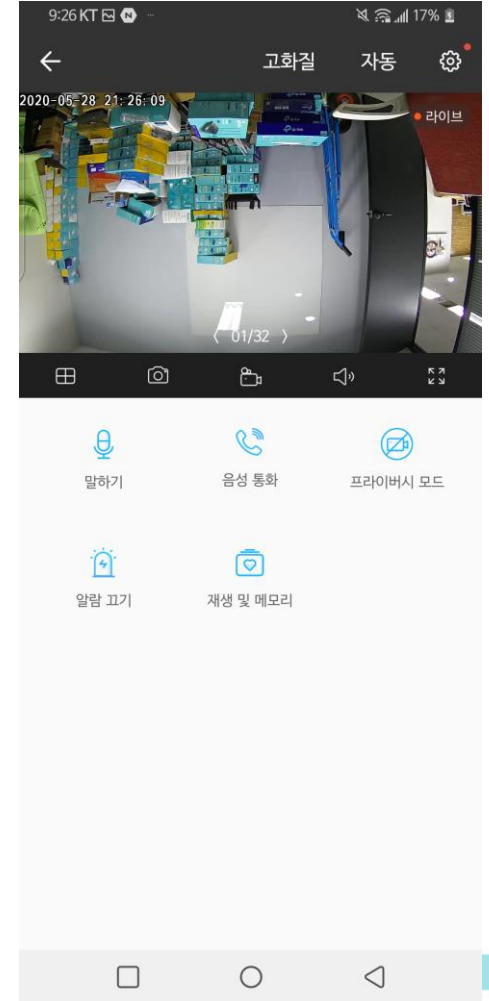 9:26 KT N ...
17%
고화질 자동
2020-05-28 21:26:09
라이브
〈 01/32 〉
말하기 음성 통화 프라이버시 모드
알람 끄기 재생 및 메모리